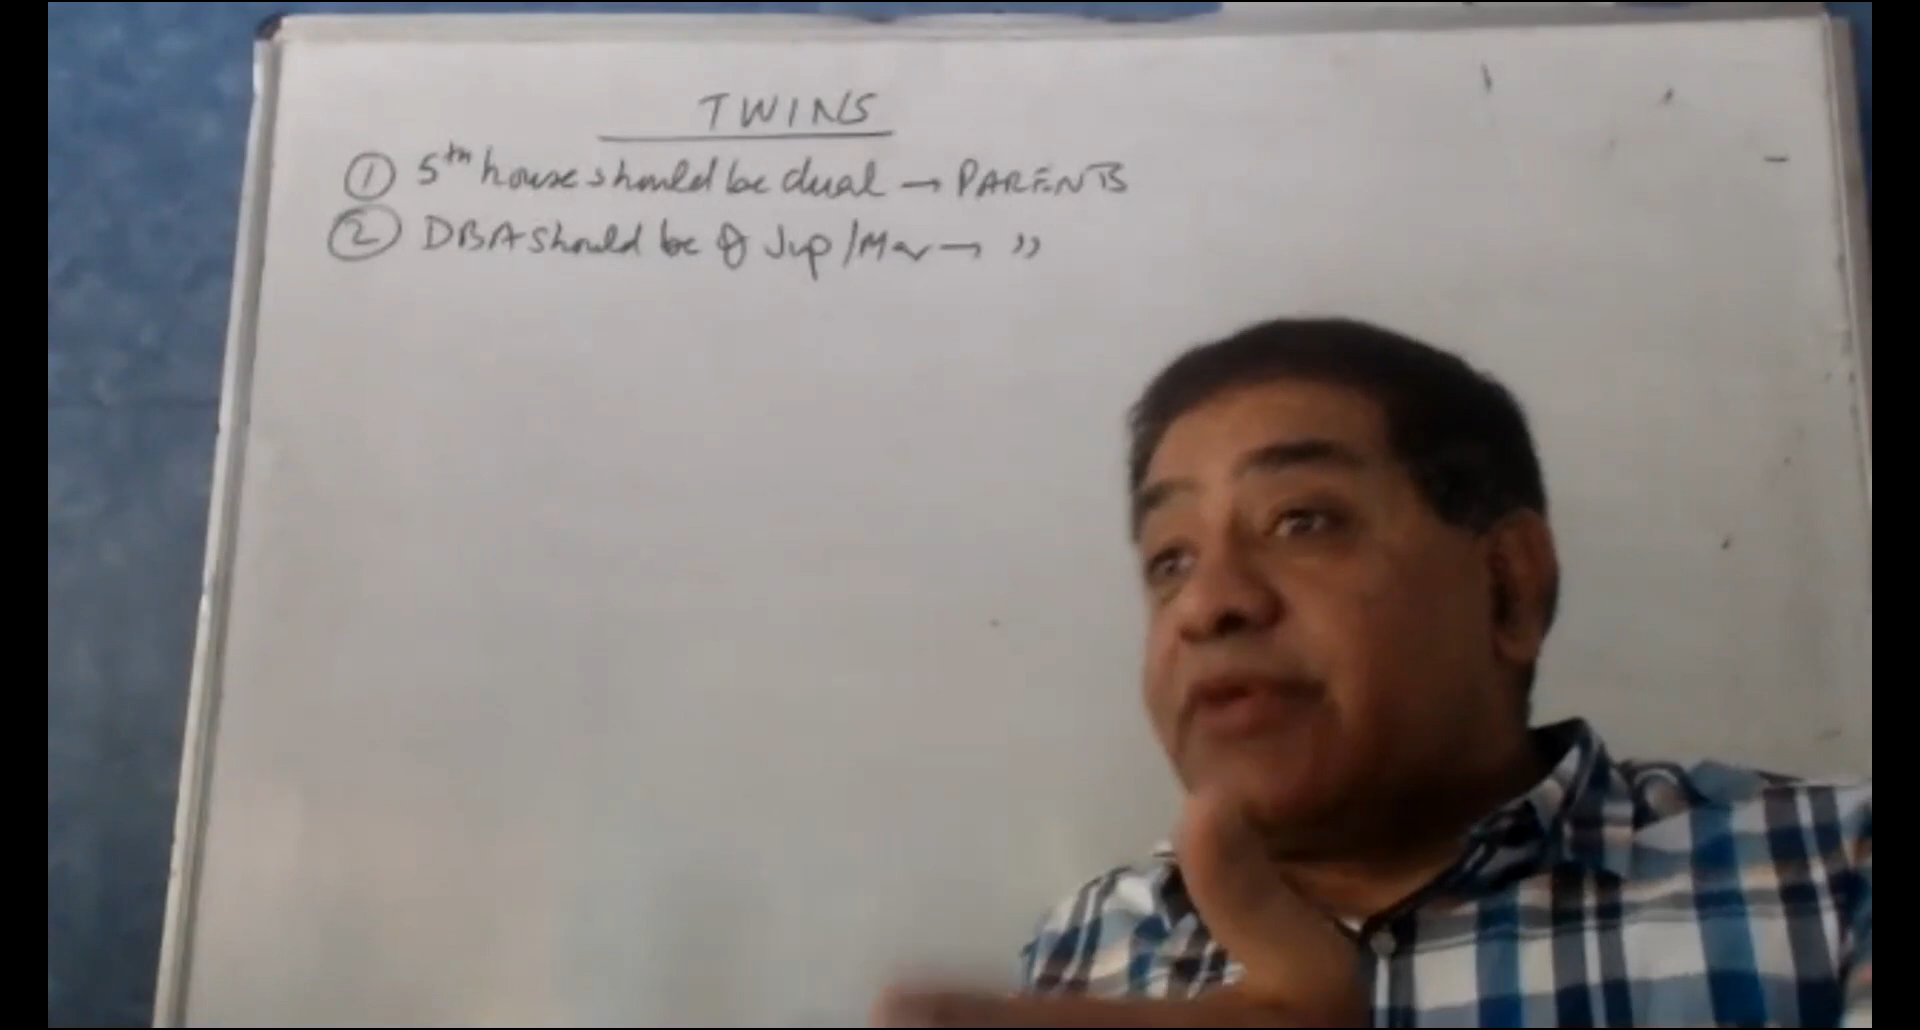 TWINS
① 5th house should be dual → PARENTS
② DBA should be of Jup/Mer → ”